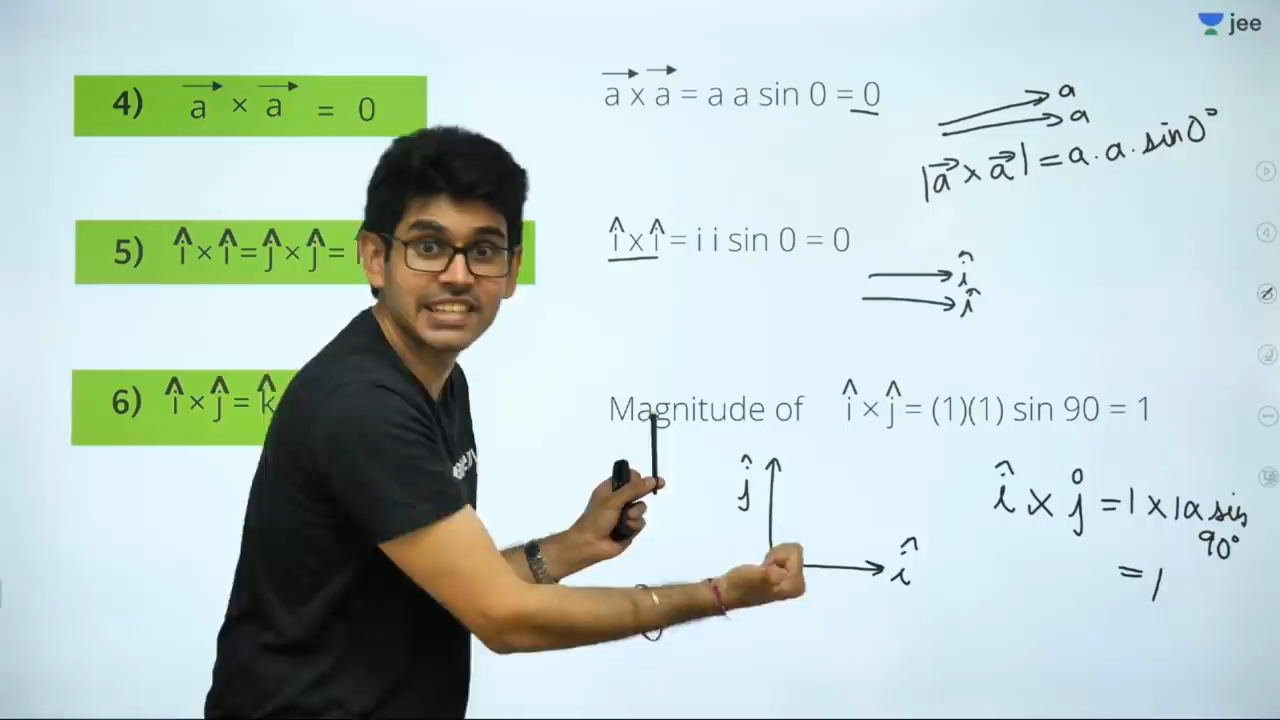 jee
4) a × a = 0
a x a = a a sin 0 = 0
a
a
|a × a| = a . a . sin 0°
5) î × î = ĵ × ĵ =
î x î = i i sin 0 = 0
î
î
6) î × ĵ = k̂
Magnitude of î × ĵ = (1)(1) sin 90 = 1
ĵ
î
î × j = 1 × 1 a sin
90°
= 1